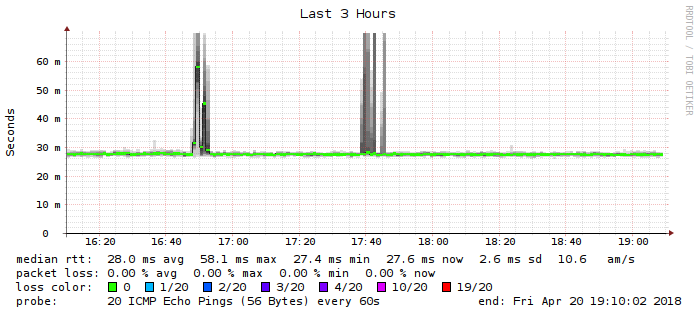 Last 3 Hours
RRDTOOL / TOBI OETIKER
Seconds
60 m
50 m
40 m
30 m
20 m
10 m
0
16:20 16:40 17:00 17:20 17:40 18:00 18:20 18:40 19:00
median rtt: 28.0 ms avg 58.1 ms max 27.4 ms min 27.6 ms now 2.6 ms sd 10.6 am/s
packet loss: 0.00 % avg 0.00 % max 0.00 % min 0.00 % now
loss color: 0 1/20 2/20 3/20 4/20 10/20 19/20
probe: 20 ICMP Echo Pings (56 Bytes) every 60s end: Fri Apr 20 19:10:02 2018